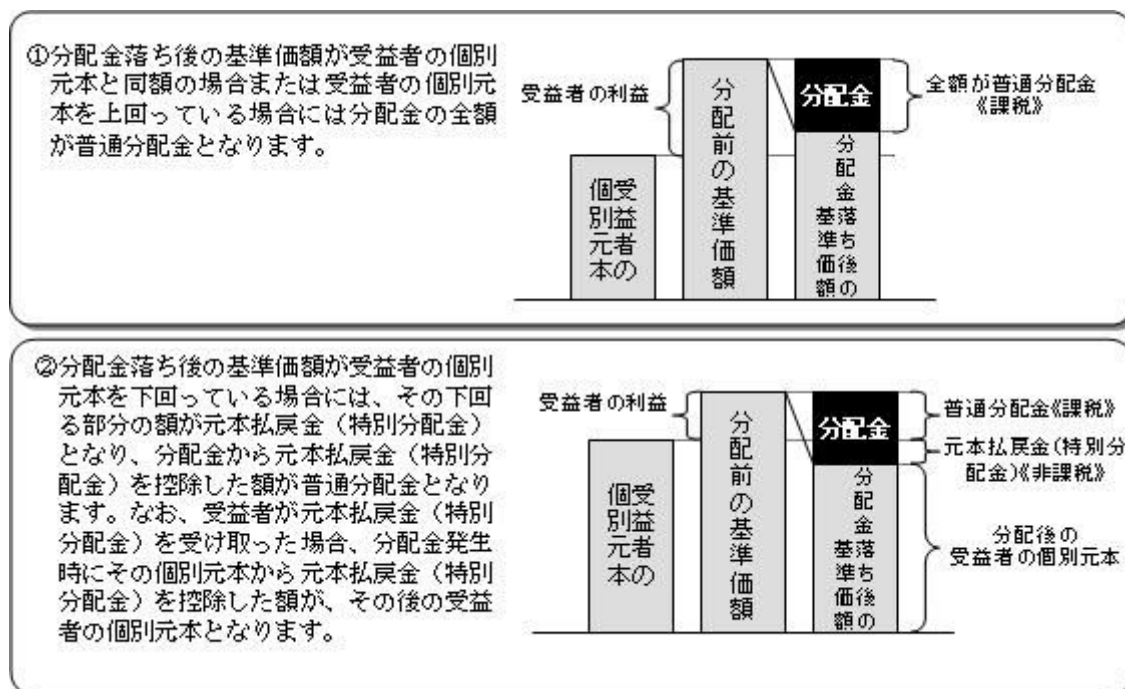 ①分配金落ち後の基準価額が受益者の個別
元本と同額の場合または受益者の個別元
本を上回っている場合には分配金の全額
が普通分配金となります。
受益者の利益
受益者の
個別元本
分配前の基準価額
分配金
分配金落ち後の
基準価額
全額が普通分配金
《課税》
②分配金落ち後の基準価額が受益者の個別
元本を下回っている場合には、その下回
る部分の額が元本払戻金（特別分配金）
となり、分配金から元本払戻金（特別分
配金）を控除した額が普通分配金となり
ます。なお、受益者が元本払戻金（特別
分配金）を受け取った場合、分配金発生
時にその個別元本から元本払戻金（特別
分配金）を控除した額が、その後の受益
者の個別元本となります。
受益者の利益
受益者の
個別元本
分配前の基準価額
分配金
分配金落ち後の
基準価額
普通分配金《課税》
元本払戻金(特別分
配金)《非課税》
分配後の
受益者の個別元本